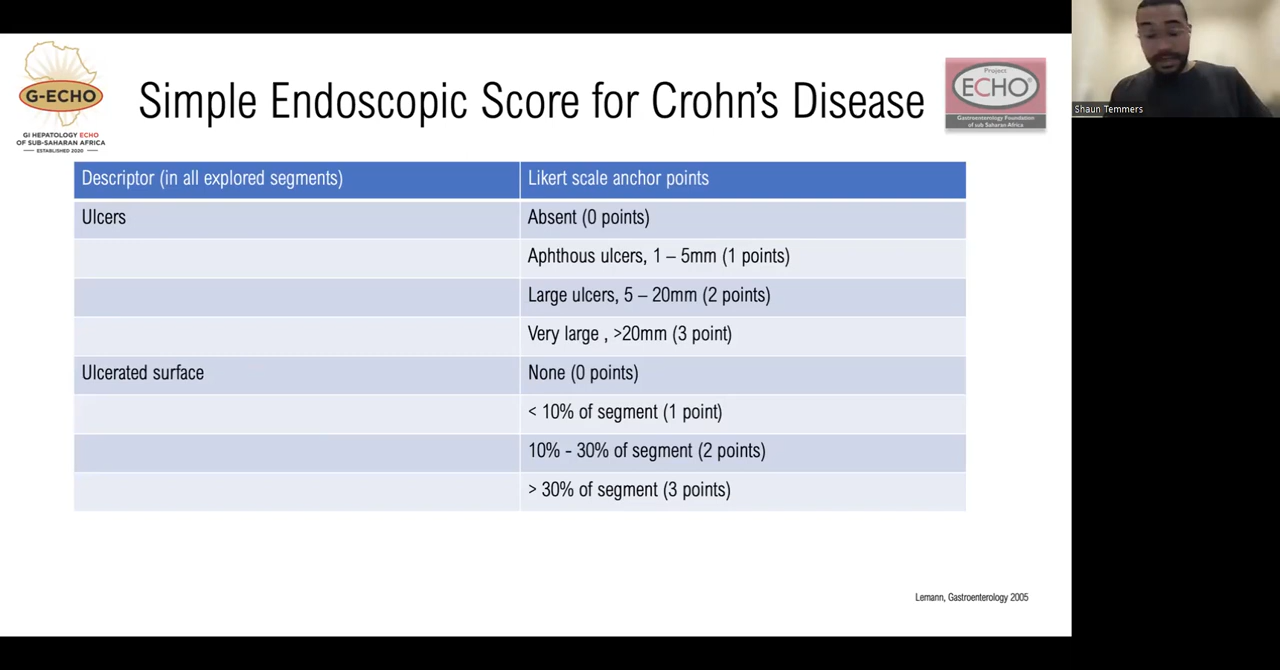 G-ECHO
GI HEPATOLOGY ECHO
OF SUB-SAHARAN AFRICA
ESTABLISHED 2020
Simple Endoscopic Score for Crohn's Disease
Project
ECHO®
Gastroenterology Foundation
of sub Saharan Africa
Shaun Temmers
Descriptor (in all explored segments) Likert scale anchor points
Ulcers Absent (0 points)
Aphthous ulcers, 1 – 5mm (1 points)
Large ulcers, 5 – 20mm (2 points)
Very large , >20mm (3 point)
Ulcerated surface None (0 points)
< 10% of segment (1 point)
10% - 30% of segment (2 points)
> 30% of segment (3 points)
Lemann, Gastroenterology 2005